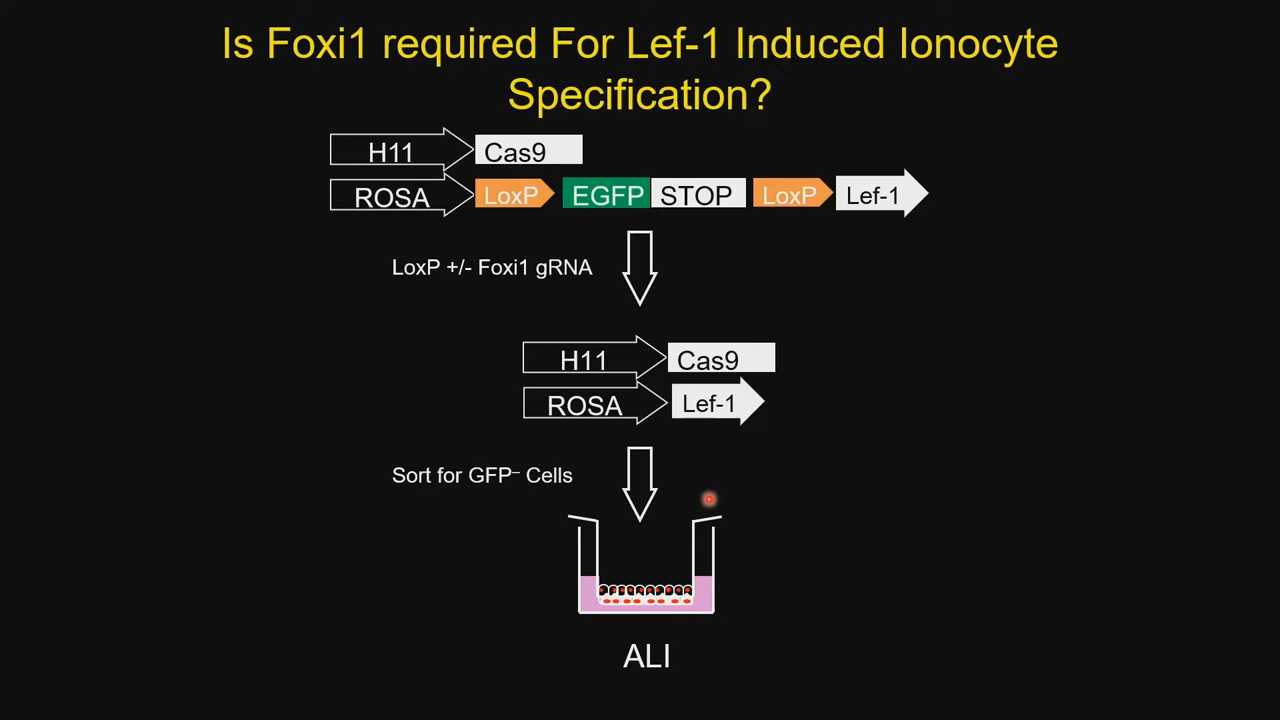 Is Foxi1 required For Lef-1 Induced Ionocyte
Specification?
H11 Cas9
ROSA LoxP EGFP STOP LoxP Lef-1
LoxP +/- Foxi1 gRNA
H11 Cas9
ROSA Lef-1
Sort for GFP⁻ Cells
ALI